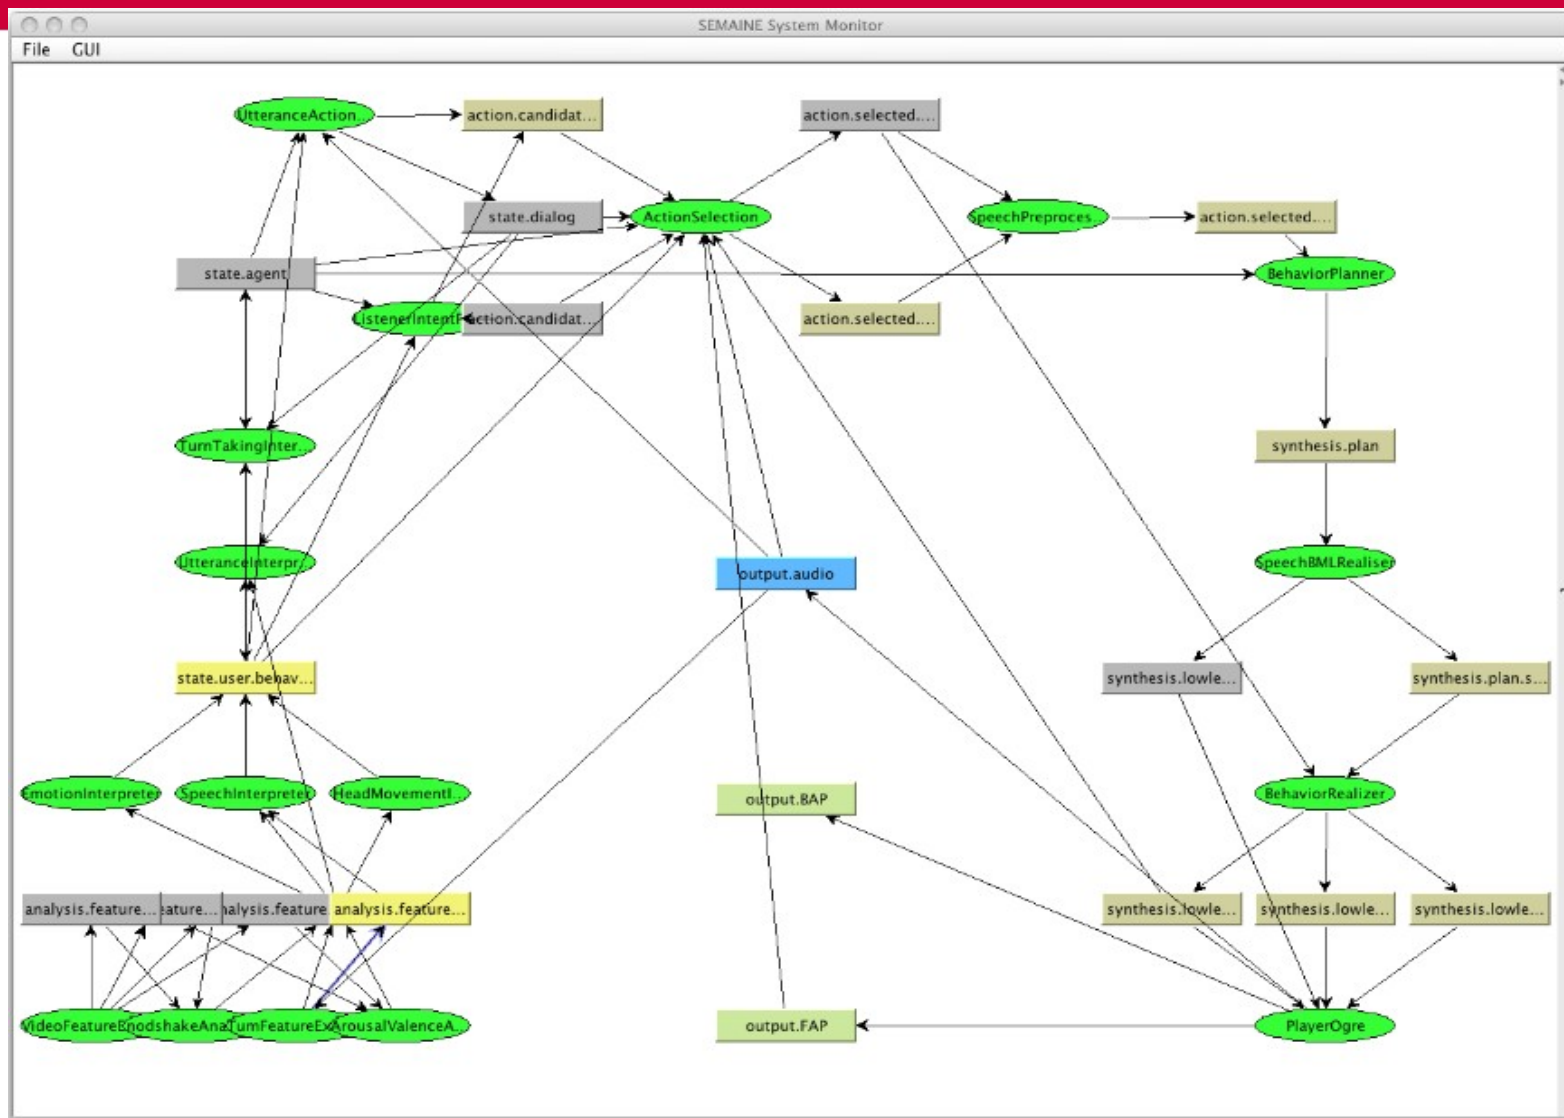 SEMAINE System Monitor
File GUI
UtteranceAction...
action.candidat...
action.selected....
state.dialog
ActionSelection
SpeechPreproces...
action.selected....
state.agent
BehaviorPlanner
action.candidat...
action.selected....
TurnTakingInter...
synthesis.plan
UtteranceInterpr...
output.audio
SpeechBMLRealiser
state.user.behav...
synthesis.lowle...
synthesis.plan.s...
EmotionInterpreter
SpeechInterpreter
HeadMovementI...
output.BAP
BehaviorRealizer
analysis.feature...
analysis.feature...
synthesis.lowle...
synthesis.lowle...
synthesis.lowle...
ArousalValenceA...
output.FAP
PlayerOgre